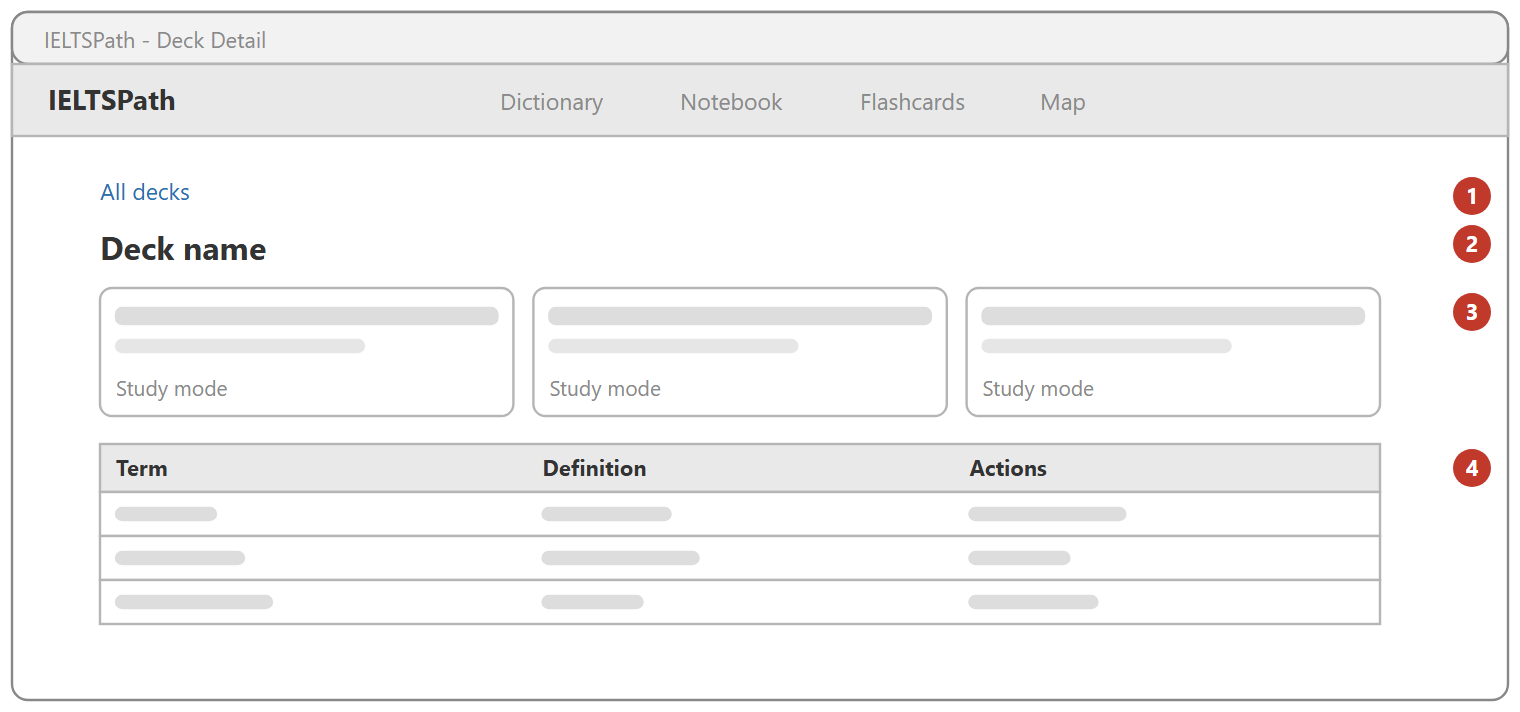 IELTSPath - Deck Detail
IELTSPath Dictionary Notebook Flashcards Map
All decks 1
Deck name 2
3
Study mode Study mode Study mode
Term Definition Actions 4